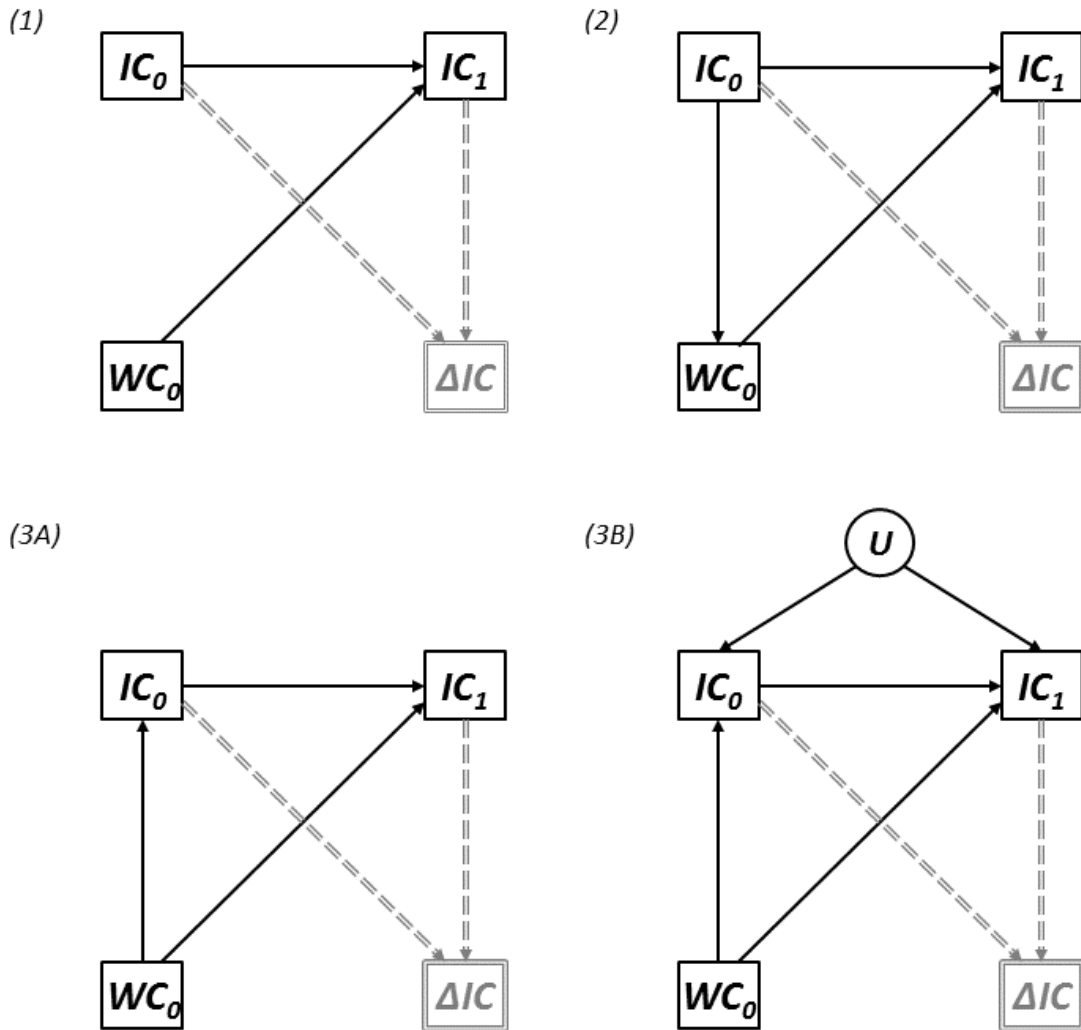 (1)
IC₀ IC₁
WC₀ ΔIC
(2)
IC₀ IC₁
WC₀ ΔIC
(3A)
IC₀ IC₁
WC₀ ΔIC
(3B)
U
IC₀ IC₁
WC₀ ΔIC